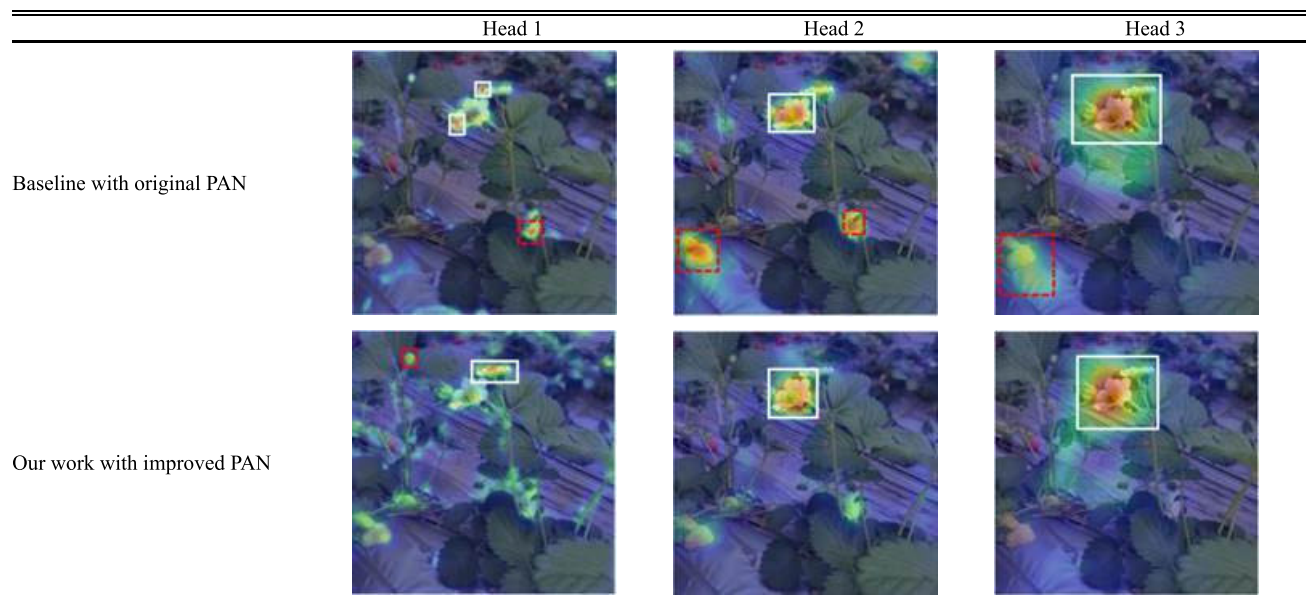 Head 1 Head 2 Head 3
Baseline with original PAN
Our work with improved PAN